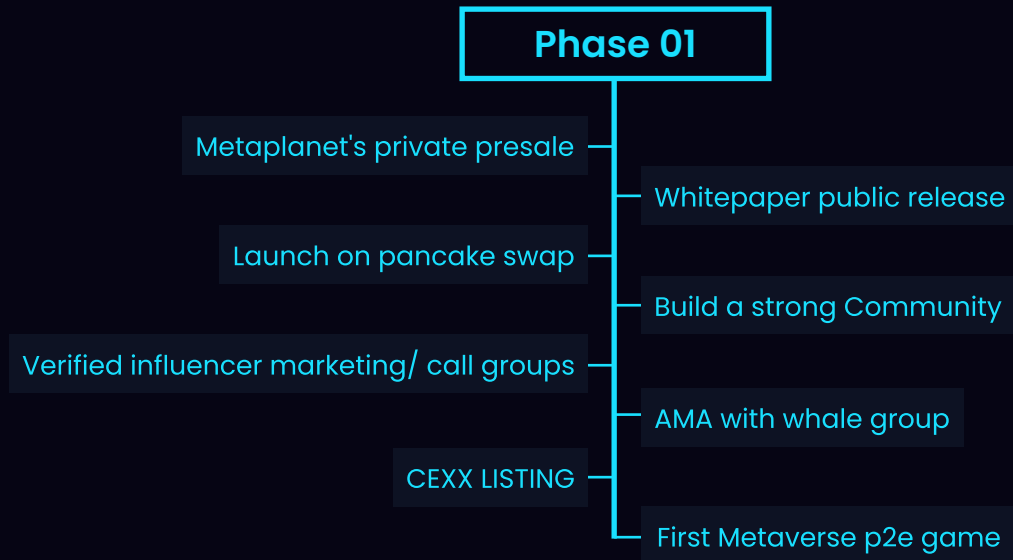 Phase 01
Metaplanet's private presale
Whitepaper public release
Launch on pancake swap
Build a strong Community
Verified influencer marketing/ call groups
AMA with whale group
CEXX LISTING
First Metaverse p2e game